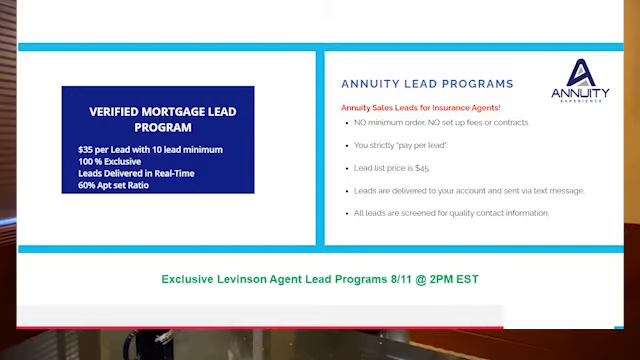 VERIFIED MORTGAGE LEAD
PROGRAM
$35 per Lead with 10 lead minimum
100 % Exclusive
Leads Delivered in Real-Time
60% Apt set Ratio
ANNUITY LEAD PROGRAMS
ANNUITY
EXPERIENCE
Annuity Sales Leads for Insurance Agents!
• NO minimum order, NO set up fees or contracts.
• You strictly "pay per lead".
• Lead list price is $45.
• Leads are delivered to your account and sent via text message.
• All leads are screened for quality contact information.
Exclusive Levinson Agent Lead Programs 8/11 @ 2PM EST